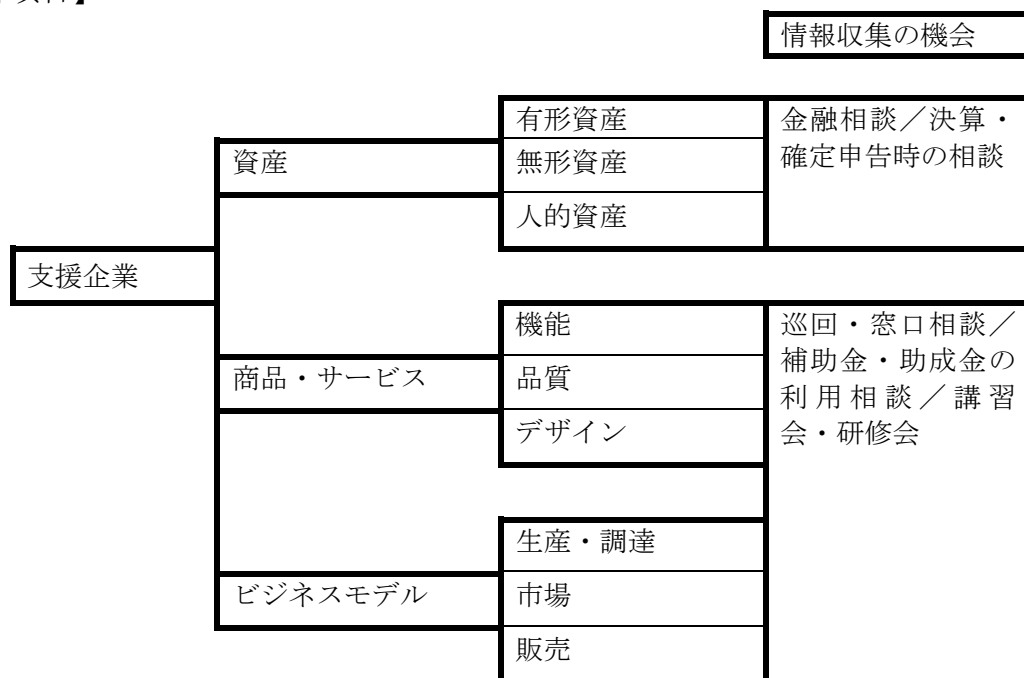 情報収集の機会
有形資産
金融相談／決算・
資産
無形資産
確定申告時の相談
人的資産
支援企業
機能
巡回・窓口相談／
補助金・助成金の
商品・サービス
品質
利用相談／講習
会・研修会
デザイン
生産・調達
ビジネスモデル
市場
販売